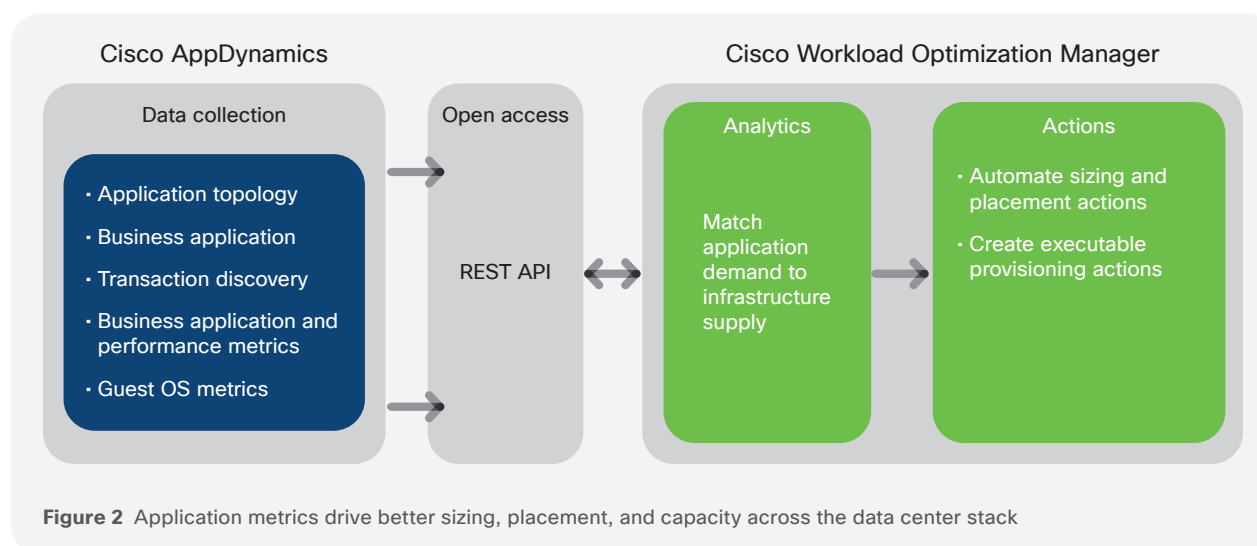 Cisco AppDynamics
Data collection
· Application topology
· Business application
· Transaction discovery
· Business application and
performance metrics
· Guest OS metrics
Open access
REST API
Cisco Workload Optimization Manager
Analytics
Match
application
demand to
infrastructure
supply
Actions
· Automate sizing and
placement actions
· Create executable
provisioning actions
Figure 2 Application metrics drive better sizing, placement, and capacity across the data center stack